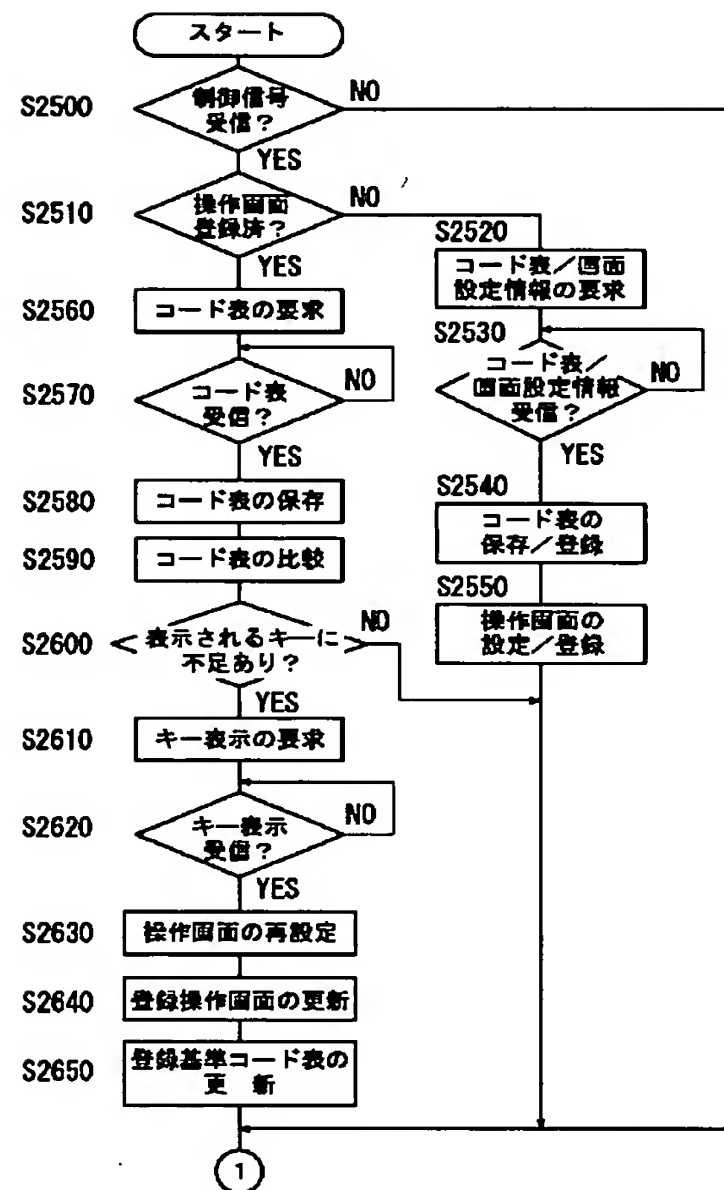 スタート
S2500
制御信号
受信？
NO
YES
S2510
操作画面
登録済？
NO
YES
S2520
コード表／画面
設定情報の要求
S2560
コード表の要求
S2530
コード表／
画面設定情報
受信？
NO
YES
S2570
コード表
受信？
NO
YES
S2540
コード表の
保存／登録
S2580
コード表の保存
S2590
コード表の比較
S2550
操作画面の
設定／登録
S2600
表示されるキーに
不足あり？
NO
YES
S2610
キー表示の要求
S2620
キー表示
受信？
NO
YES
S2630
操作画面の再設定
S2640
登録操作画面の更新
S2650
登録基準コード表の
更 新
1